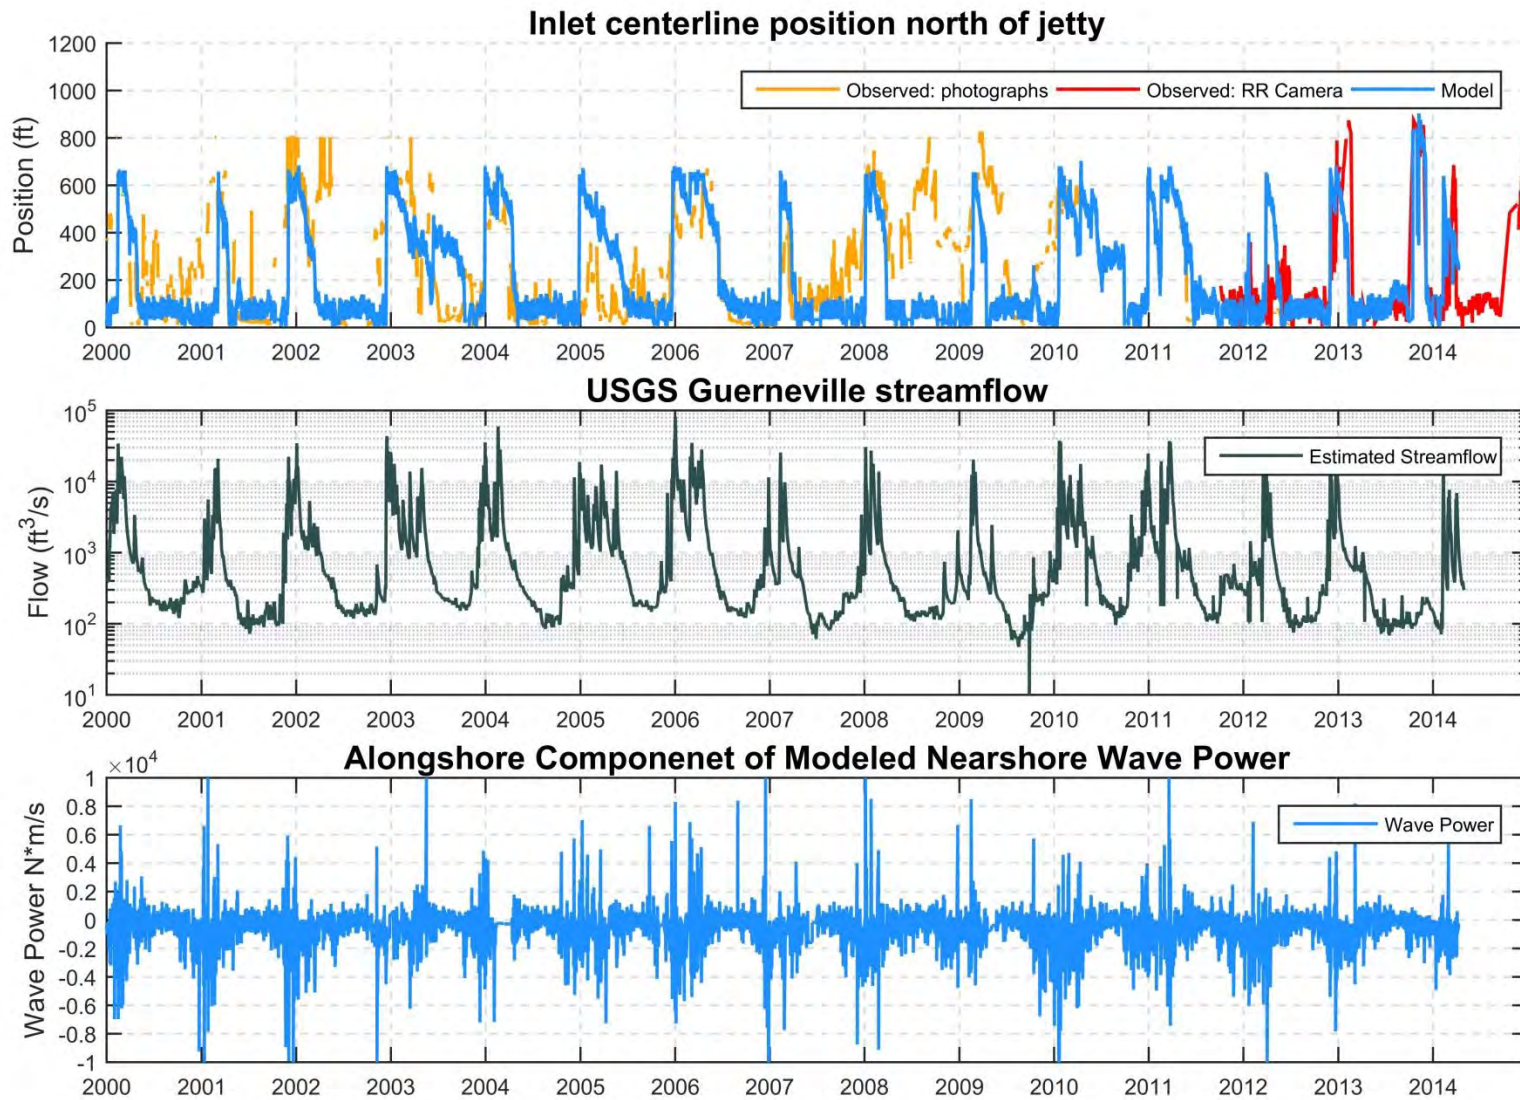 Inlet centerline position north of jetty
1200
1000
800
600
400
200
0
Position (ft)
Observed: photographs Observed: RR Camera Model
2000 2001 2002 2003 2004 2005 2006 2007 2008 2009 2010 2011 2012 2013 2014
USGS Guerneville streamflow
10^5
10^4
10^3
10^2
10^1
Flow (ft^3/s)
Estimated Streamflow
2000 2001 2002 2003 2004 2005 2006 2007 2008 2009 2010 2011 2012 2013 2014
Alongshore Componenet of Modeled Nearshore Wave Power
×10^4
1
0.8
0.6
0.4
0.2
0
-0.2
-0.4
-0.6
-0.8
-1
Wave Power N*m/s
Wave Power
2000 2001 2002 2003 2004 2005 2006 2007 2008 2009 2010 2011 2012 2013 2014